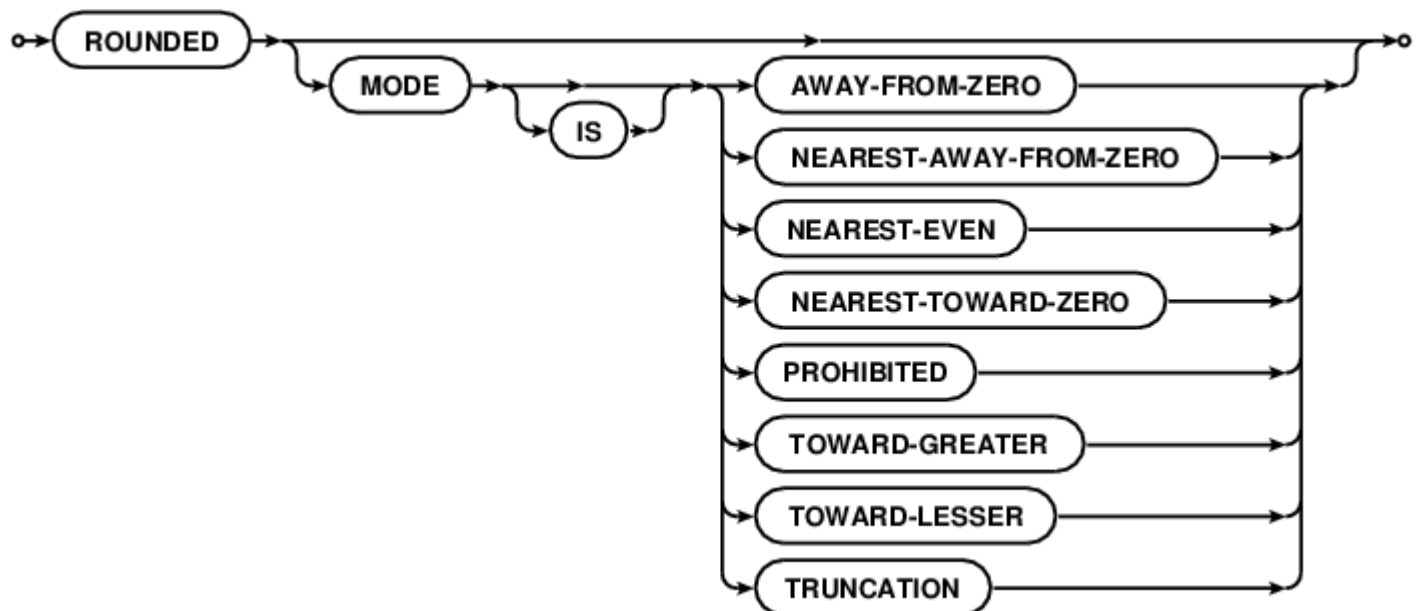 ROUNDED
MODE
IS
AWAY-FROM-ZERO
NEAREST-AWAY-FROM-ZERO
NEAREST-EVEN
NEAREST-TOWARD-ZERO
PROHIBITED
TOWARD-GREATER
TOWARD-LESSER
TRUNCATION